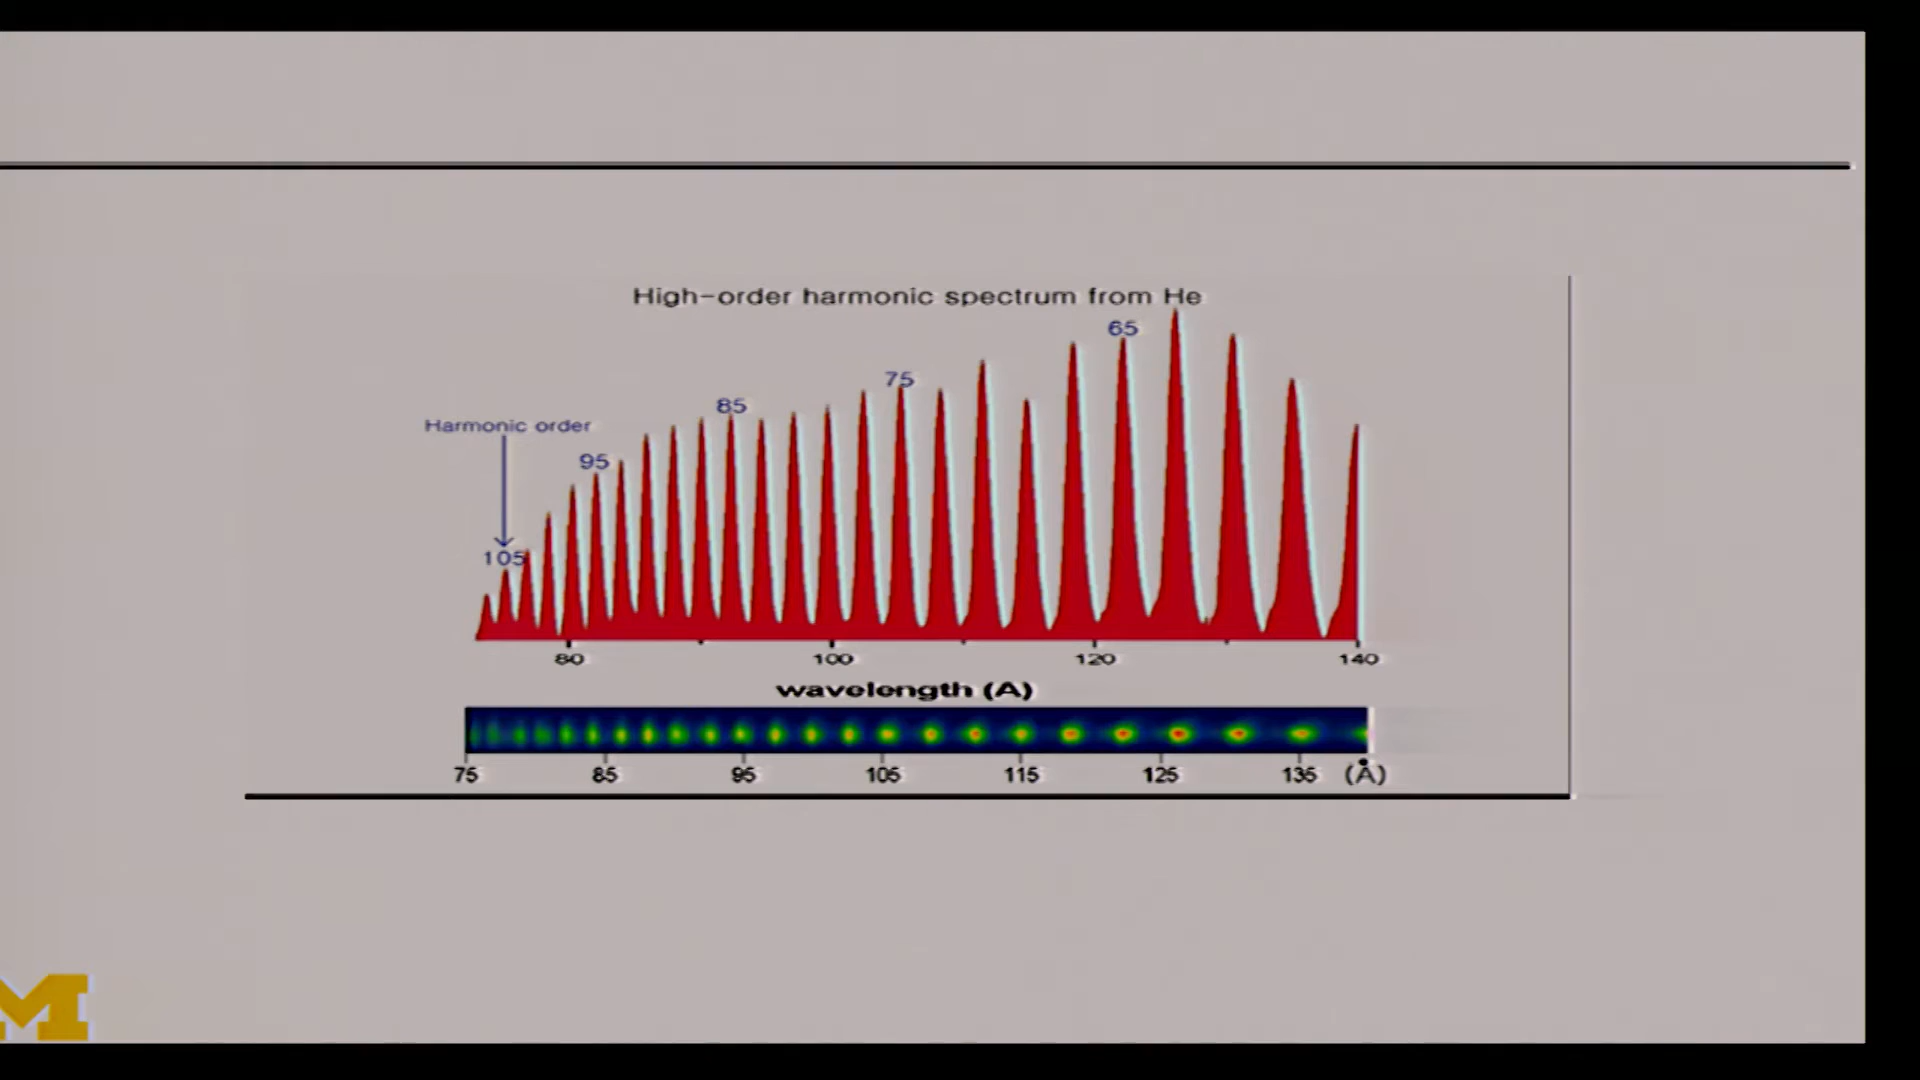 High-order harmonic spectrum from He
65
75
85
Harmonic order
95
105
80 100 120 140
wavelength (A)
75 85 95 105 115 125 135 (Å)
M